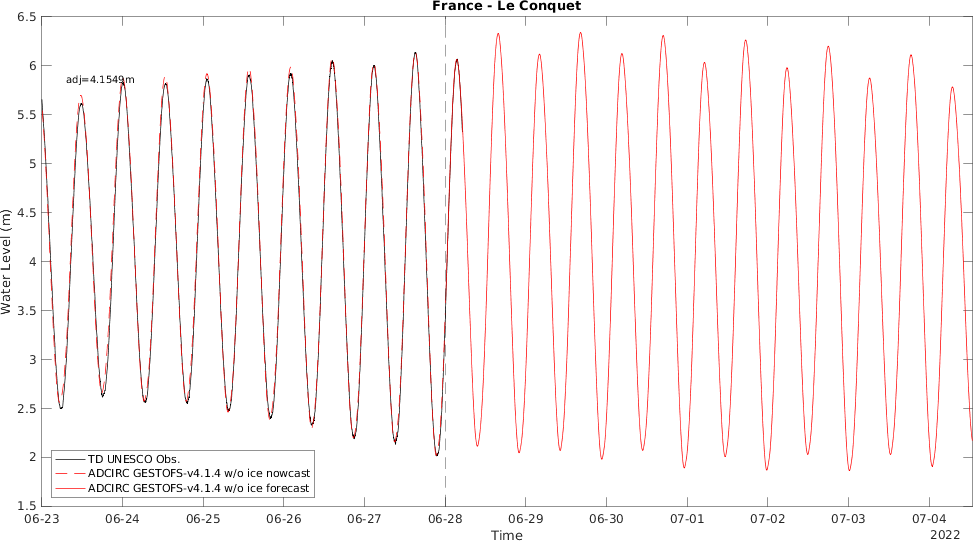 France - Le Conquet
adj=4.1549m
Water Level (m)
6.5
6
5.5
5
4.5
4
3.5
3
2.5
2
1.5
TD UNESCO Obs.
ADCIRC GESTOFS-v4.1.4 w/o ice nowcast
ADCIRC GESTOFS-v4.1.4 w/o ice forecast
06-23 06-24 06-25 06-26 06-27 06-28 06-29 06-30 07-01 07-02 07-03 07-04
Time
2022